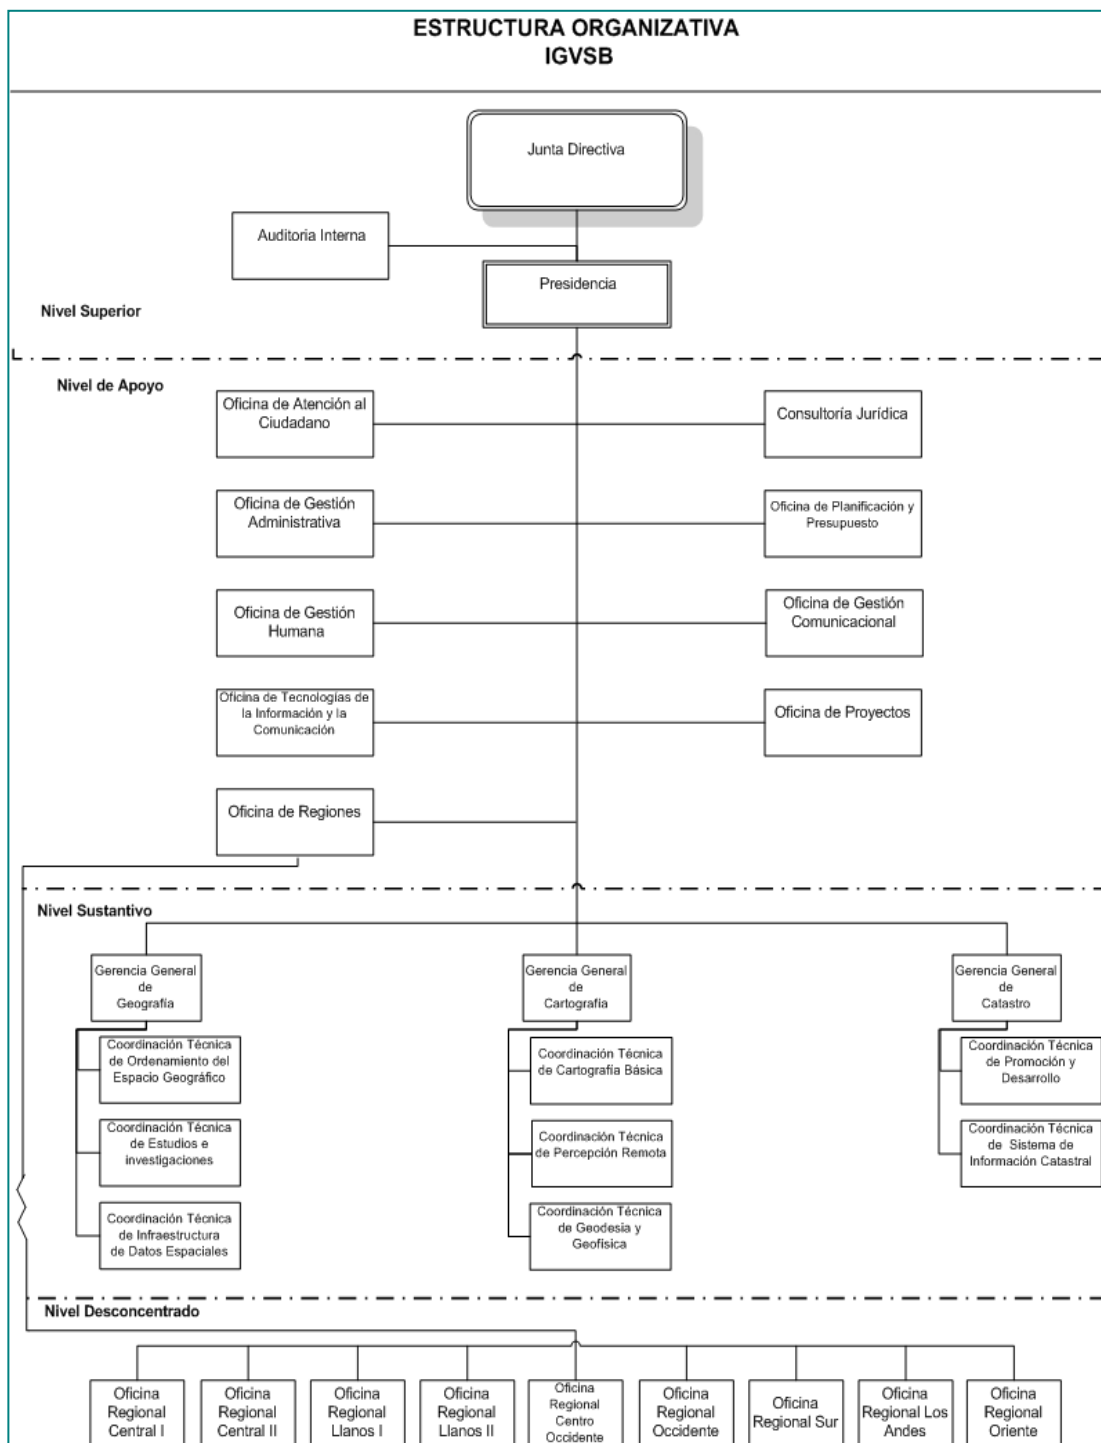 ESTRUCTURA ORGANIZATIVA
IGVSB
Junta Directiva
Auditoria Interna
Presidencia
Nivel Superior
Nivel de Apoyo
Oficina de Atención al
Ciudadano
Consultoría Jurídica
Oficina de Gestión
Administrativa
Oficina de Planificación y
Presupuesto
Oficina de Gestión
Humana
Oficina de Gestión
Comunicacional
Oficina de Tecnologías de
la Información y la
Comunicación
Oficina de Proyectos
Oficina de Regiones
Nivel Sustantivo
Gerencia General
de
Geografía
Gerencia General
de
Cartografía
Gerencia General
de
Catastro
Coordinación Técnica
de Ordenamiento del
Espacio Geográfico
Coordinación Técnica
de Cartografía Básica
Coordinación Técnica
de Promoción y
Desarrollo
Coordinación Técnica
de Estudios e
investigaciones
Coordinación Técnica
de Percepción Remota
Coordinación Técnica
de Sistema de
Información Catastral
Coordinación Técnica
de Infraestructura
de Datos Espaciales
Coordinación Técnica
de Geodesia y
Geofísica
Nivel Desconcentrado
Oficina
Regional
Central I
Oficina
Regional
Central II
Oficina
Regional
Llanos I
Oficina
Regional
Llanos II
Oficina
Regional
Centro
Occidente
Oficina
Regional
Occidente
Oficina
Regional Sur
Oficina
Regional Los
Andes
Oficina
Regional
Oriente